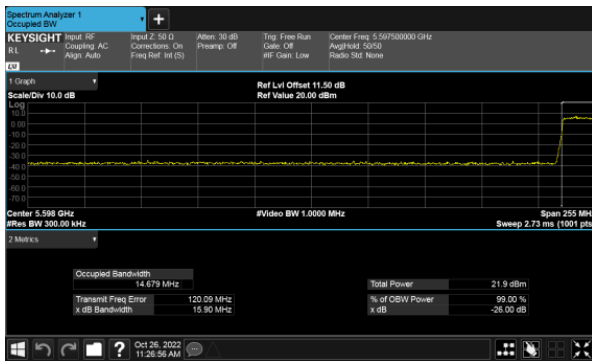 Spectrum Analyzer 1
Occupied BW
+
KEYSIGHT Input: RF Input Z: 50 Ω Atten: 30 dB Trig: Free Run Center Freq: 5.597500000 GHz
RL Coupling: AC Corrections: On Preamp: Off Gate: Off Avg|Hold: 50/50
Align: Auto Freq Ref: Int (S) #IF Gain: Low Radio Std: None
LXI
1 Graph Ref Lvl Offset 11.50 dB
Scale/Div 10.0 dB Ref Value 20.00 dBm
Log
10.0
0.00
-10.0
-20.0
-30.0
-40.0
-50.0
-60.0
-70.0
Center 5.598 GHz #Video BW 1.0000 MHz Span 255 MHz
#Res BW 300.00 kHz Sweep 2.73 ms (1001 pts)
2 Metrics
Occupied Bandwidth
14.679 MHz Total Power 21.9 dBm
Transmit Freq Error 120.09 MHz % of OBW Power 99.00 %
x dB Bandwidth 15.90 MHz x dB -26.00 dB
? Oct 26, 2022
11:26:56 AM